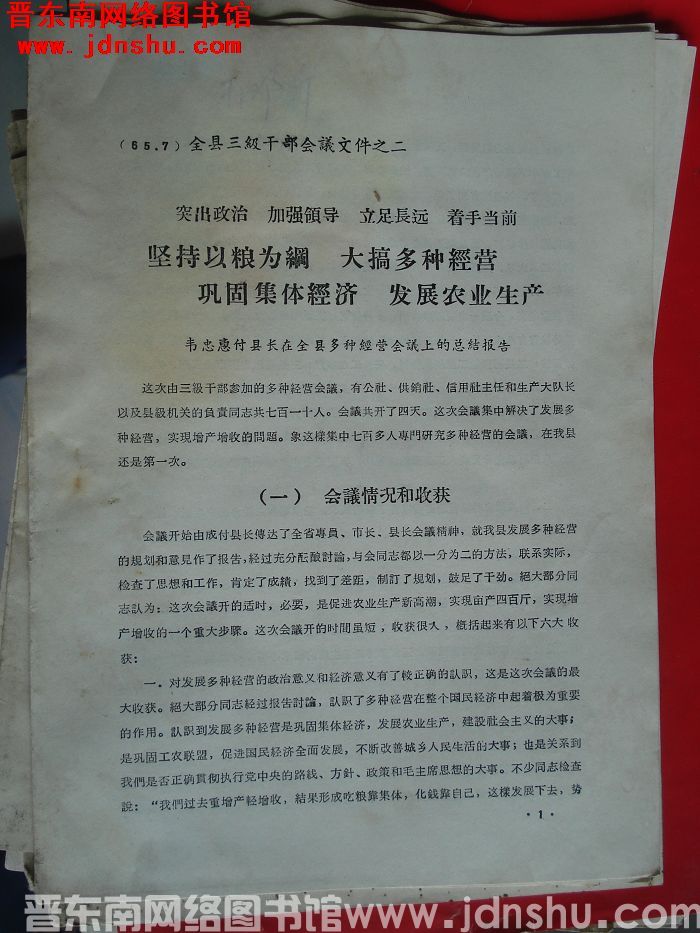 晋东南网络图书馆
www.jdnshu.com
（65.7）全县三級干部会議文件之二
突出政治 加强領导 立足長远 着手当前
坚持以粮为綱 大搞多种經营
巩固集体經济 发展农业生产
韦忠惠付县长在全县多种經营会議上的总结报告
这次由三級干部参加的多种經营会議，有公社、供銷社、信用社主任和生产大队长
以及县級机关的負責同志共七百一十人。会議共开了四天。这次会議集中解决了发展多
种經营，实現增产增收的問題。象这樣集中七百多人專門研究多种經营的会議，在我县
还是第一次。
（一） 会議情况和收获
会議开始由成付县长傳达了全省專員、市长、县长会議精神，就我县发展多种經营
的規划和意見作了报告，經过充分酝酿討論，与会同志都以一分为二的方法，联系实际，
检查了思想和工作，肯定了成績，找到了差距，制訂了規划，鼓足了干劲。絕大部分同
志訤为：这次会議开的适时，必要，是促进农业生产新高潮，实現亩产四百斤，实現增
产增收的一个重大步驟。这次会議开的时間虽短，收获很大，概括起来有以下六大收
获：
一．对发展多种經营的政治意义和經济意义有了較正确的訤識，这是这次会議的最
大收获。絕大部分同志經过报告討論，訤識了多种經营在整个国民經济中起着极为重要
的作用。訤識到发展多种經营是巩固集体經济，发展农业生产，建設社会主义的大事；
是巩固工农联盟，促进国民經济全面发展，不断改善城乡人民生活的大事；也是关系到
我們是否正确貫彻执行党中央的路线、方針、政策和毛主席思想的大事。不少同志检查
說：“我們过去重增产輕增收，結果形成吃粮靠集体，化錢靠自己，这樣发展下去，势
·1·
晋东南网络图书馆www.jdnshu.com